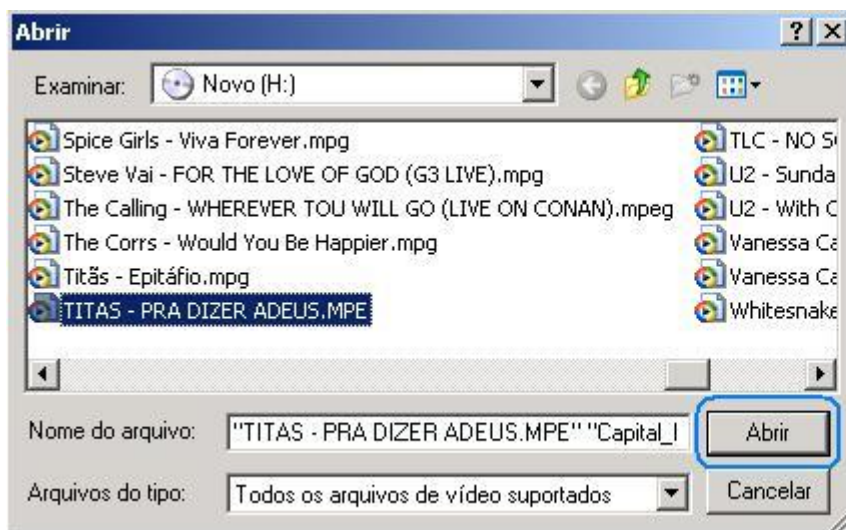 Abrir
Examinar: Novo (H:)
Spice Girls - Viva Forever.mpg
Steve Vai - FOR THE LOVE OF GOD (G3 LIVE).mpg
The Calling - WHEREVER TOU WILL GO (LIVE ON CONAN).mpeg
The Corrs - Would You Be Happier.mpg
Titãs - Epitáfio.mpg
TITAS - PRA DIZER ADEUS.MPE
TLC - NO S
U2 - Sunda
U2 - With C
Vanessa Ca
Vanessa Ca
Whitesnake
Nome do arquivo: "TITAS - PRA DIZER ADEUS.MPE" "Capital_I Abrir
Arquivos do tipo: Todos os arquivos de vídeo suportados Cancelar